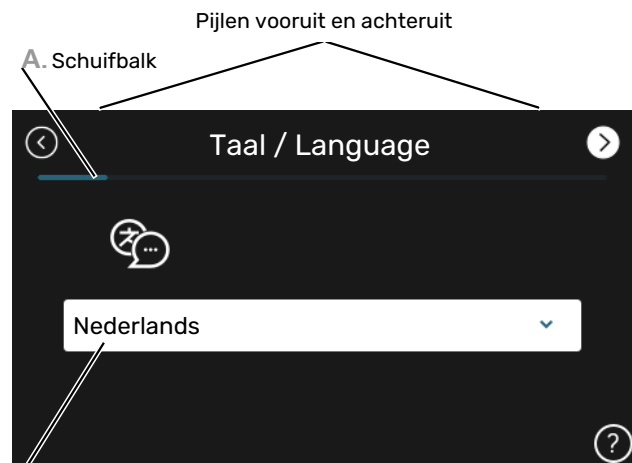 Pijlen vooruit en achteruit
A. Schuifbalk
Taal / Language
Nederlands
?